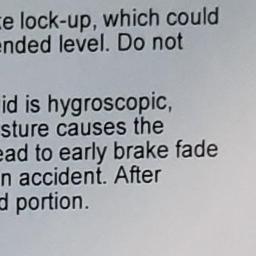 ke lock-up, which could
ended level. Do not
id is hygroscopic,
sture causes the
ead to early brake fade
n accident. After
d portion.